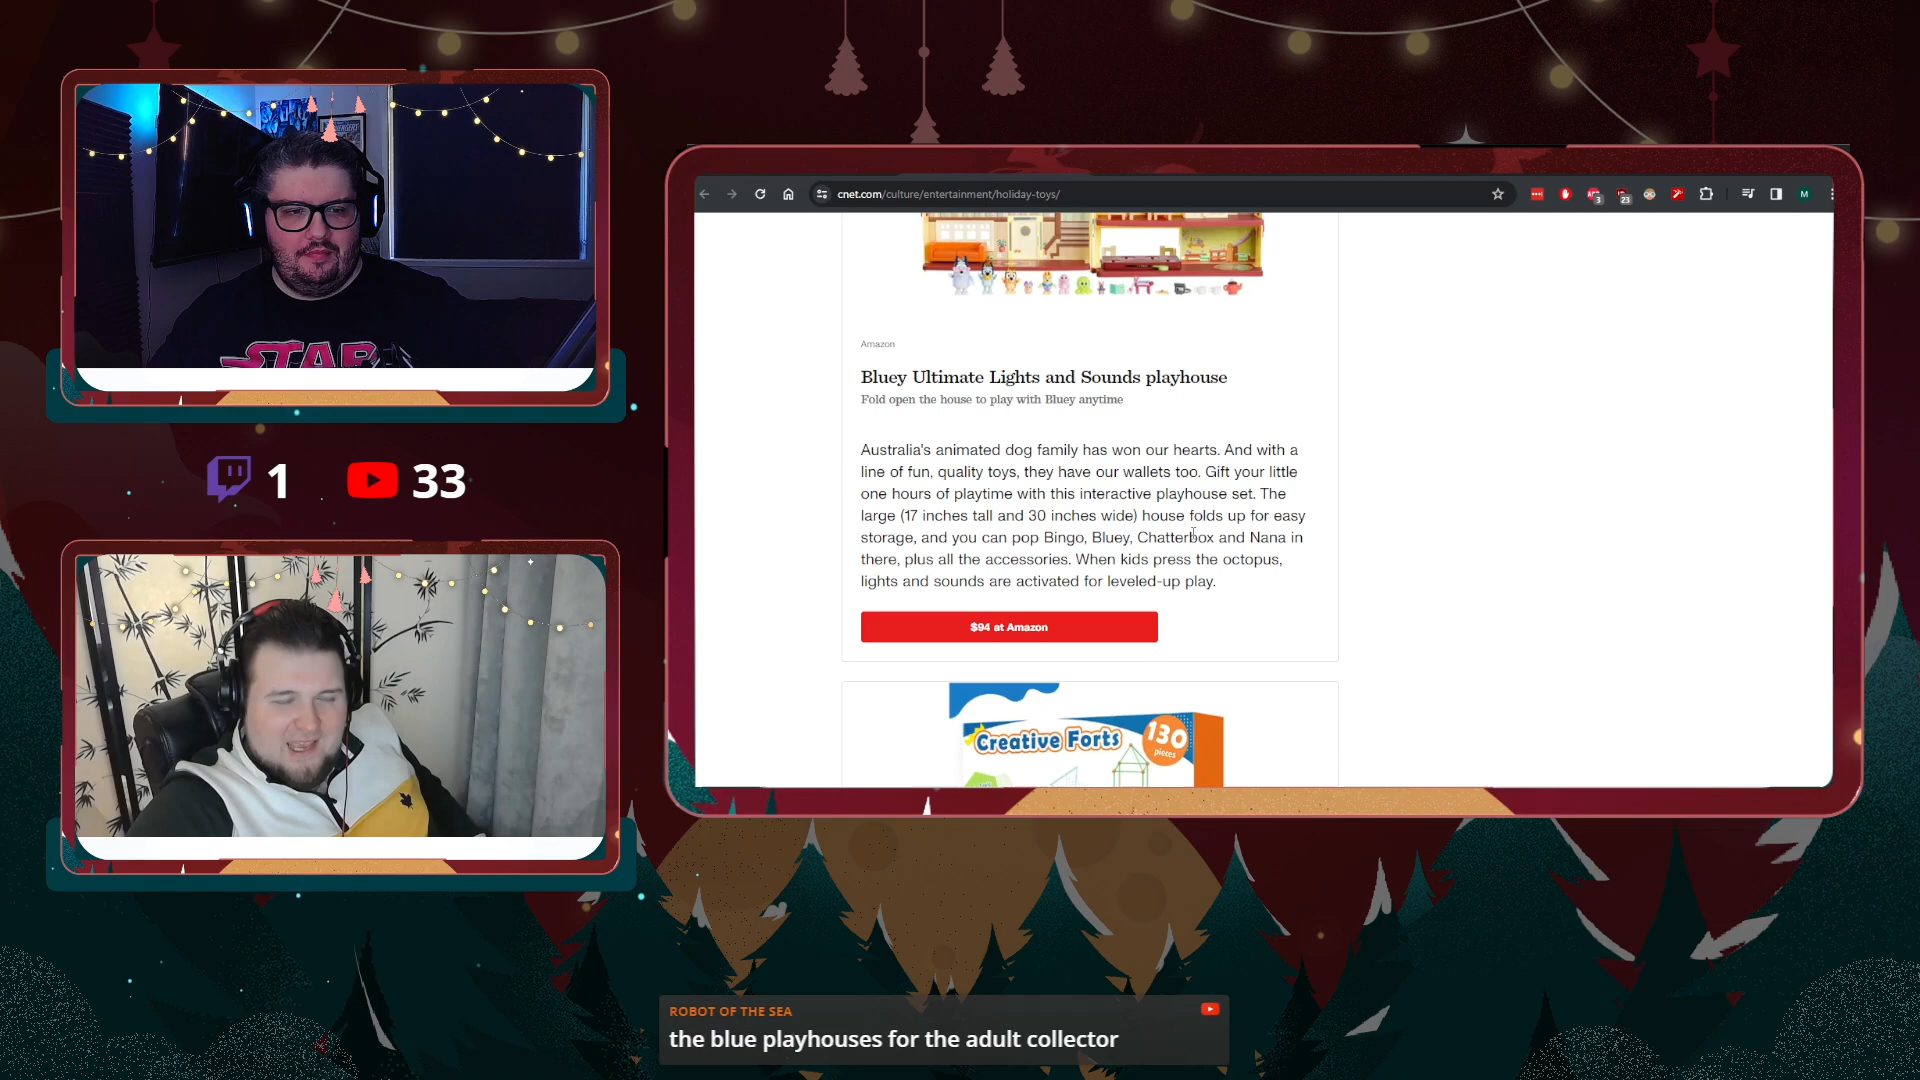 AVENGERS
STAR
1
33
cnet.com/culture/entertainment/holiday-toys/
3
23
M
Amazon
Bluey Ultimate Lights and Sounds playhouse
Fold open the house to play with Bluey anytime
Australia's animated dog family has won our hearts. And with a
line of fun, quality toys, they have our wallets too. Gift your little
one hours of playtime with this interactive playhouse set. The
large (17 inches tall and 30 inches wide) house folds up for easy
storage, and you can pop Bingo, Bluey, Chatterbox and Nana in
there, plus all the accessories. When kids press the octopus,
lights and sounds are activated for leveled-up play.
$94 at Amazon
Creative Forts
130
pieces
ROBOT OF THE SEA
the blue playhouses for the adult collector